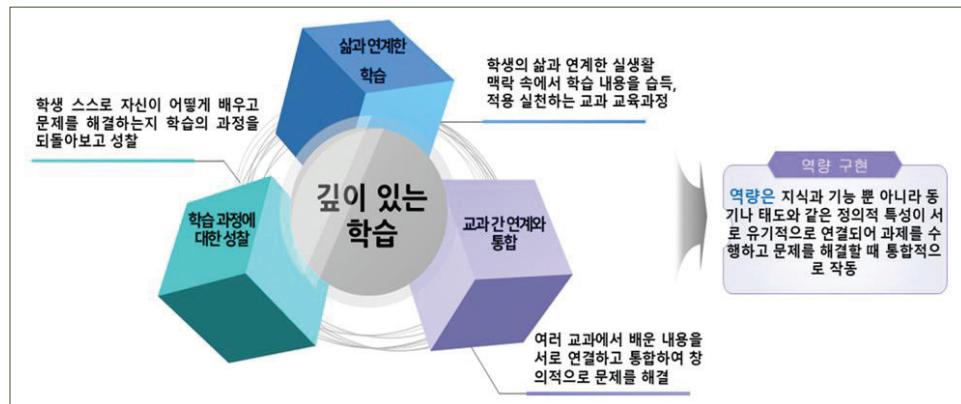 삶과 연계한
학습
학생의 삶과 연계한 실생활
맥락 속에서 학습 내용을 습득,
적용 실천하는 교과 교육과정
학생 스스로 자신이 어떻게 배우고
문제를 해결하는지 학습의 과정을
되돌아보고 성찰
깊이 있는
학습
학습 과정에
대한 성찰
교과 간 연계와
통합
여러 교과에서 배운 내용을
서로 연결하고 통합하여 창
의적으로 문제를 해결
역량 구현
역량은 지식과 기능 뿐 아니라 동
기나 태도와 같은 정의적 특성이 서
로 유기적으로 연결되어 과제를 수
행하고 문제를 해결할 때 통합적으
로 작동